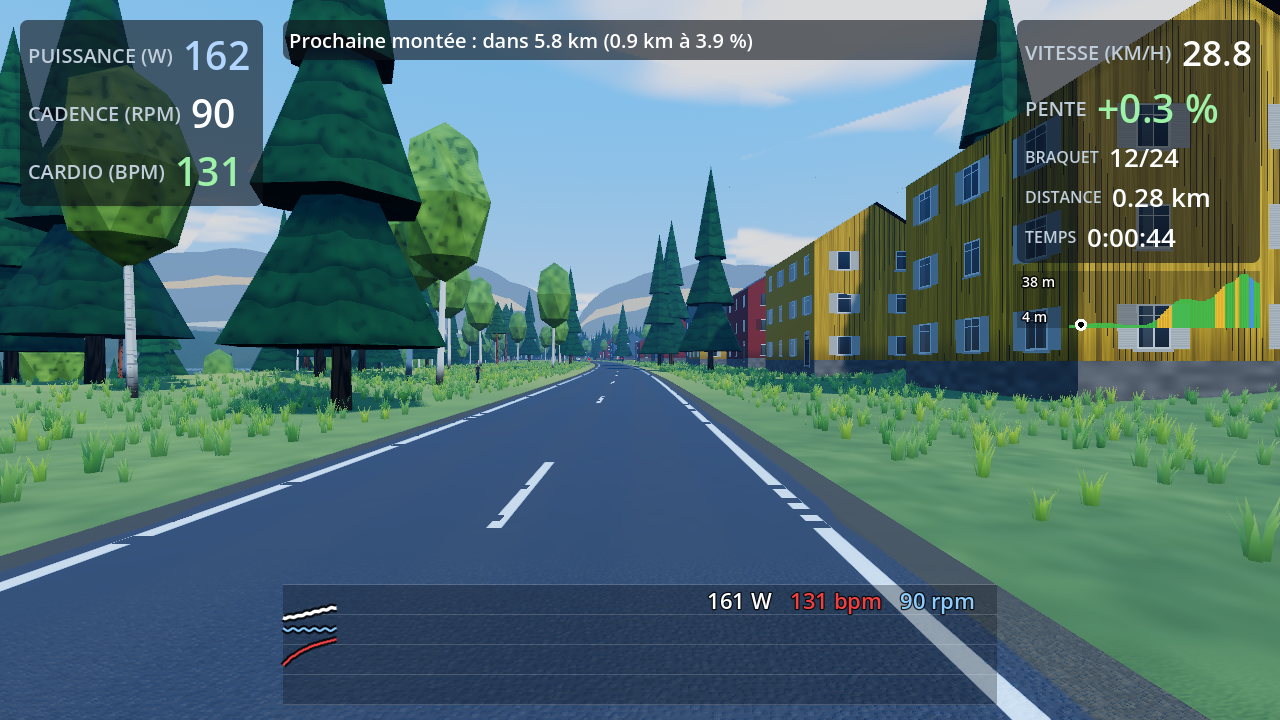 PUISSANCE (W) 162
CADENCE (RPM) 90
CARDIO (BPM) 131
Prochaine montée : dans 5.8 km (0.9 km à 3.9 %)
VITESSE (KM/H) 28.8
PENTE +0.3 %
BRAQUET 12/24
DISTANCE 0.28 km
TEMPS 0:00:44
38 m
4 m
161 W 131 bpm 90 rpm